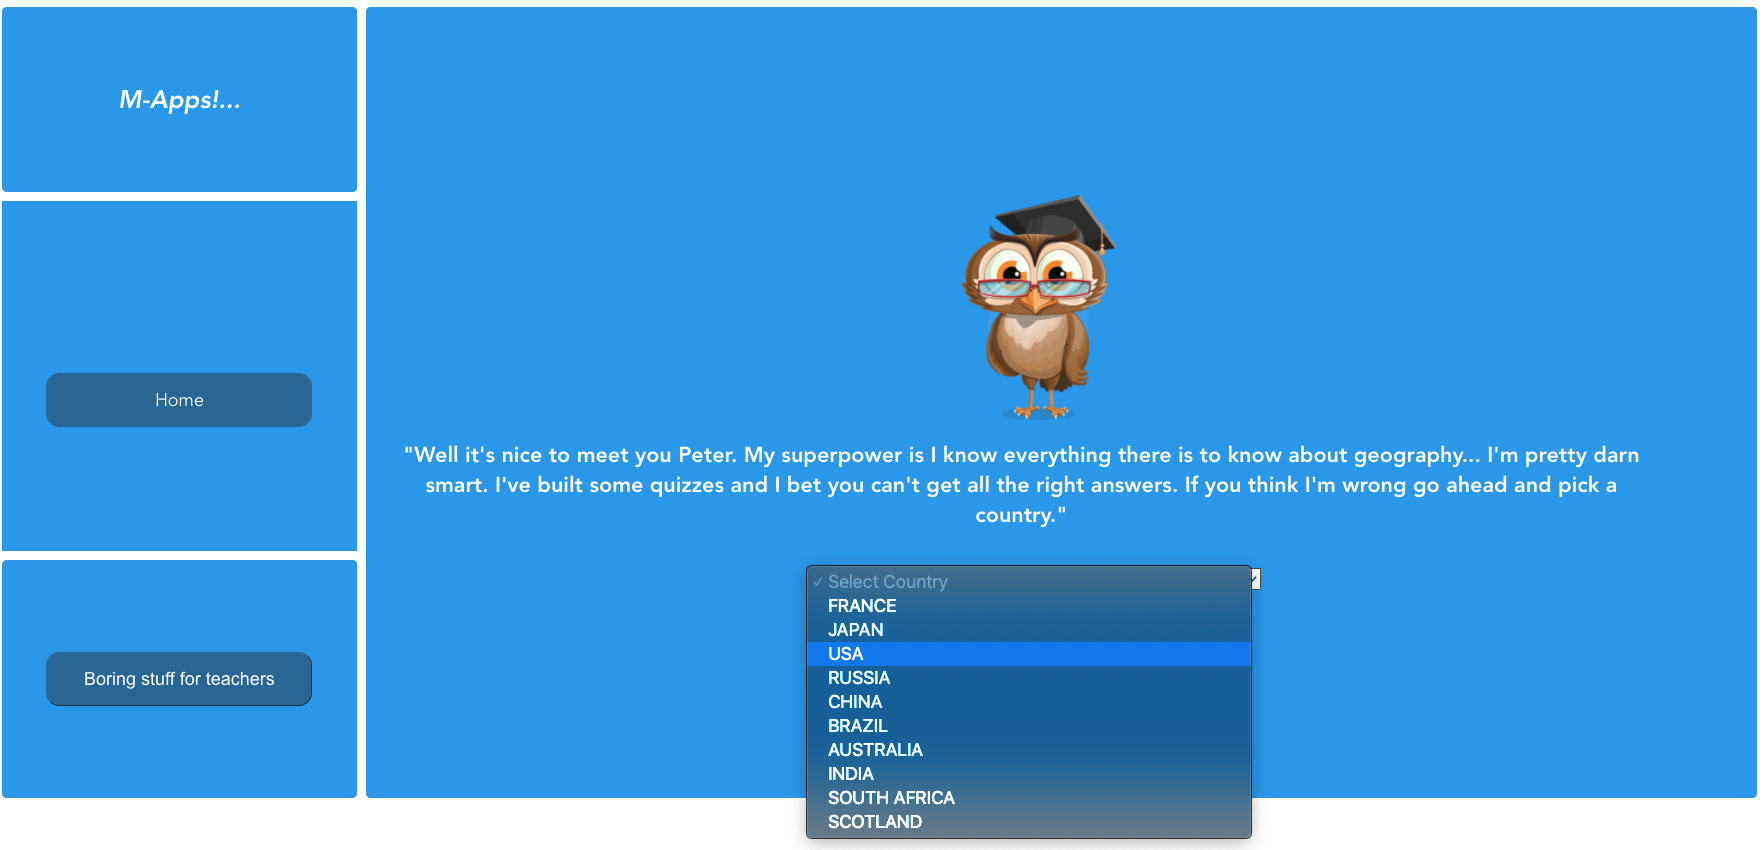 M-Apps!...
Home
Boring stuff for teachers
"Well it's nice to meet you Peter. My superpower is I know everything there is to know about geography... I'm pretty darn
smart. I've built some quizzes and I bet you can't get all the right answers. If you think I'm wrong go ahead and pick a
country."
✓ Select Country
FRANCE
JAPAN
USA
RUSSIA
CHINA
BRAZIL
AUSTRALIA
INDIA
SOUTH AFRICA
SCOTLAND